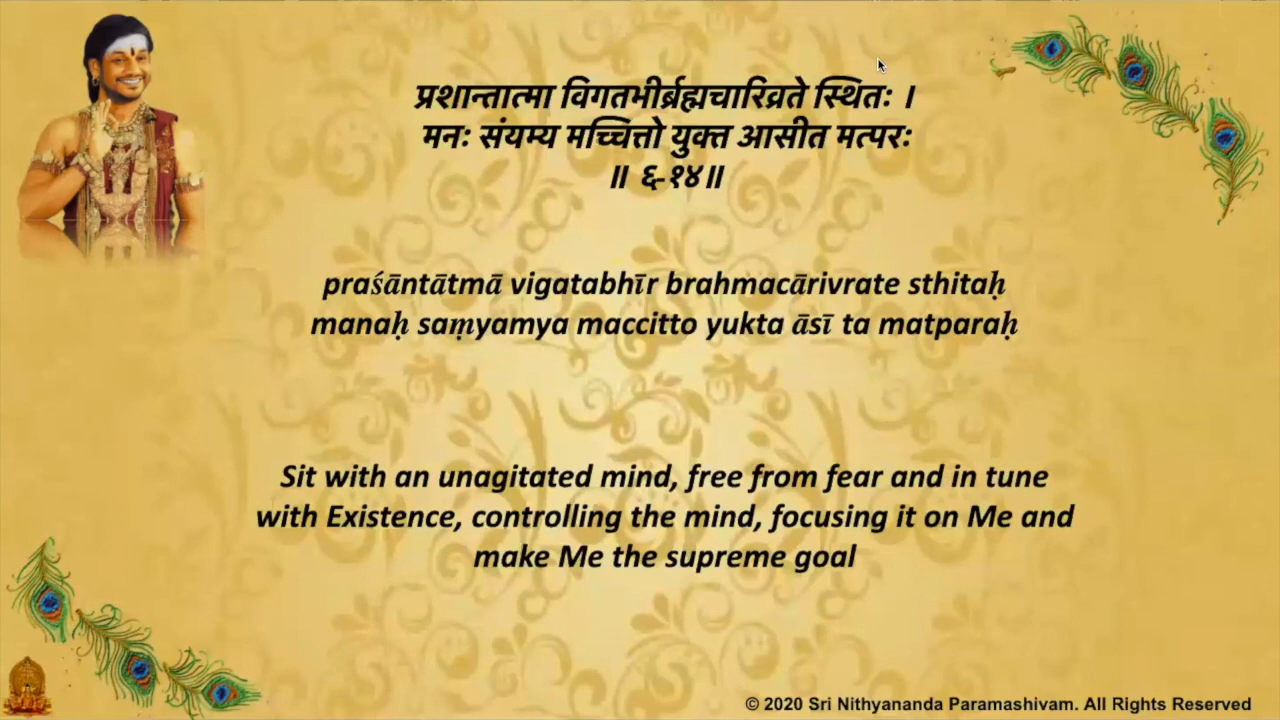 प्रशान्तात्मा विगतभीर्ब्रह्मचारिव्रते स्थितः ।
मनः संयम्य मच्चित्तो युक्त आसीत मत्परः
॥ ६-१४॥
praśāntātmā vigatabhīr brahmacārivrate sthitaḥ
manaḥ saṃyamya maccitto yukta āsī ta matparaḥ
Sit with an unagitated mind, free from fear and in tune
with Existence, controlling the mind, focusing it on Me and
make Me the supreme goal
© 2020 Sri Nithyananda Paramashivam. All Rights Reserved